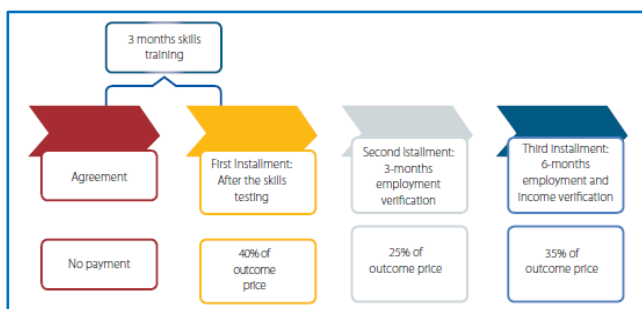 3 months skills
training
Agreement
First Installment:
After the skills
testing
Second Istallment:
3-months
employment
verification
Third Installment:
6-months
employment and
income verification
No payment
40% of
outcome
price
25% of
outcome price
35% of
outcome price